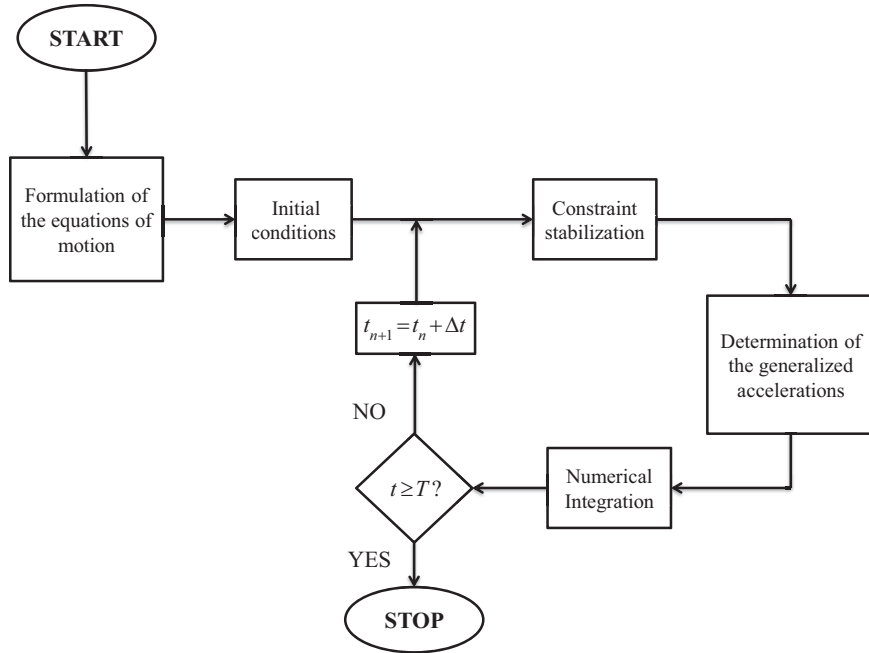 START
Formulation of
the equations of
motion
Initial
conditions
Constraint
stabilization
t_{n+1} = t_n + Δt
Determination of
the generalized
accelerations
NO
Numerical
Integration
t ≥ T ?
YES
STOP